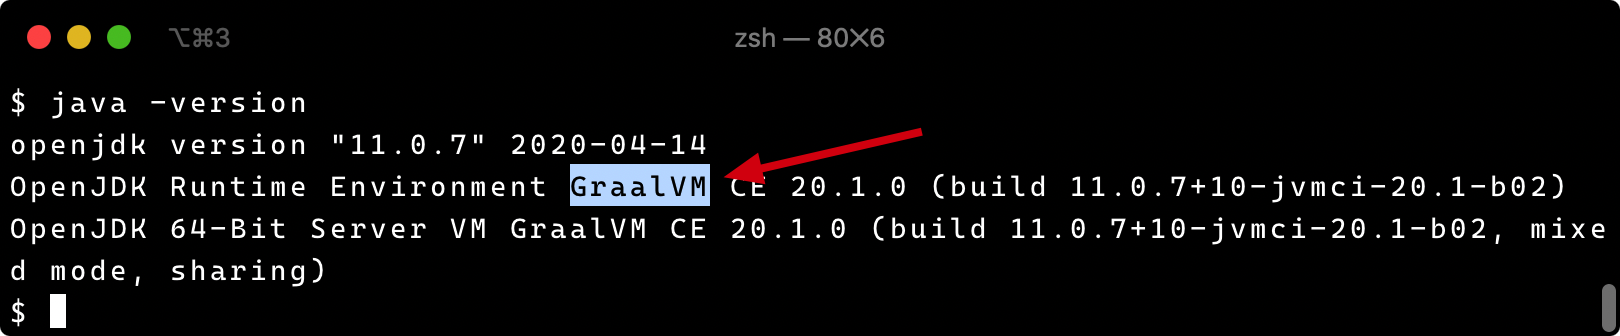 ⌥⌘3
zsh — 80✕6
$ java -version
openjdk version "11.0.7" 2020-04-14
OpenJDK Runtime Environment GraalVM CE 20.1.0 (build 11.0.7+10-jvmci-20.1-b02)
OpenJDK 64-Bit Server VM GraalVM CE 20.1.0 (build 11.0.7+10-jvmci-20.1-b02, mixe
d mode, sharing)
$